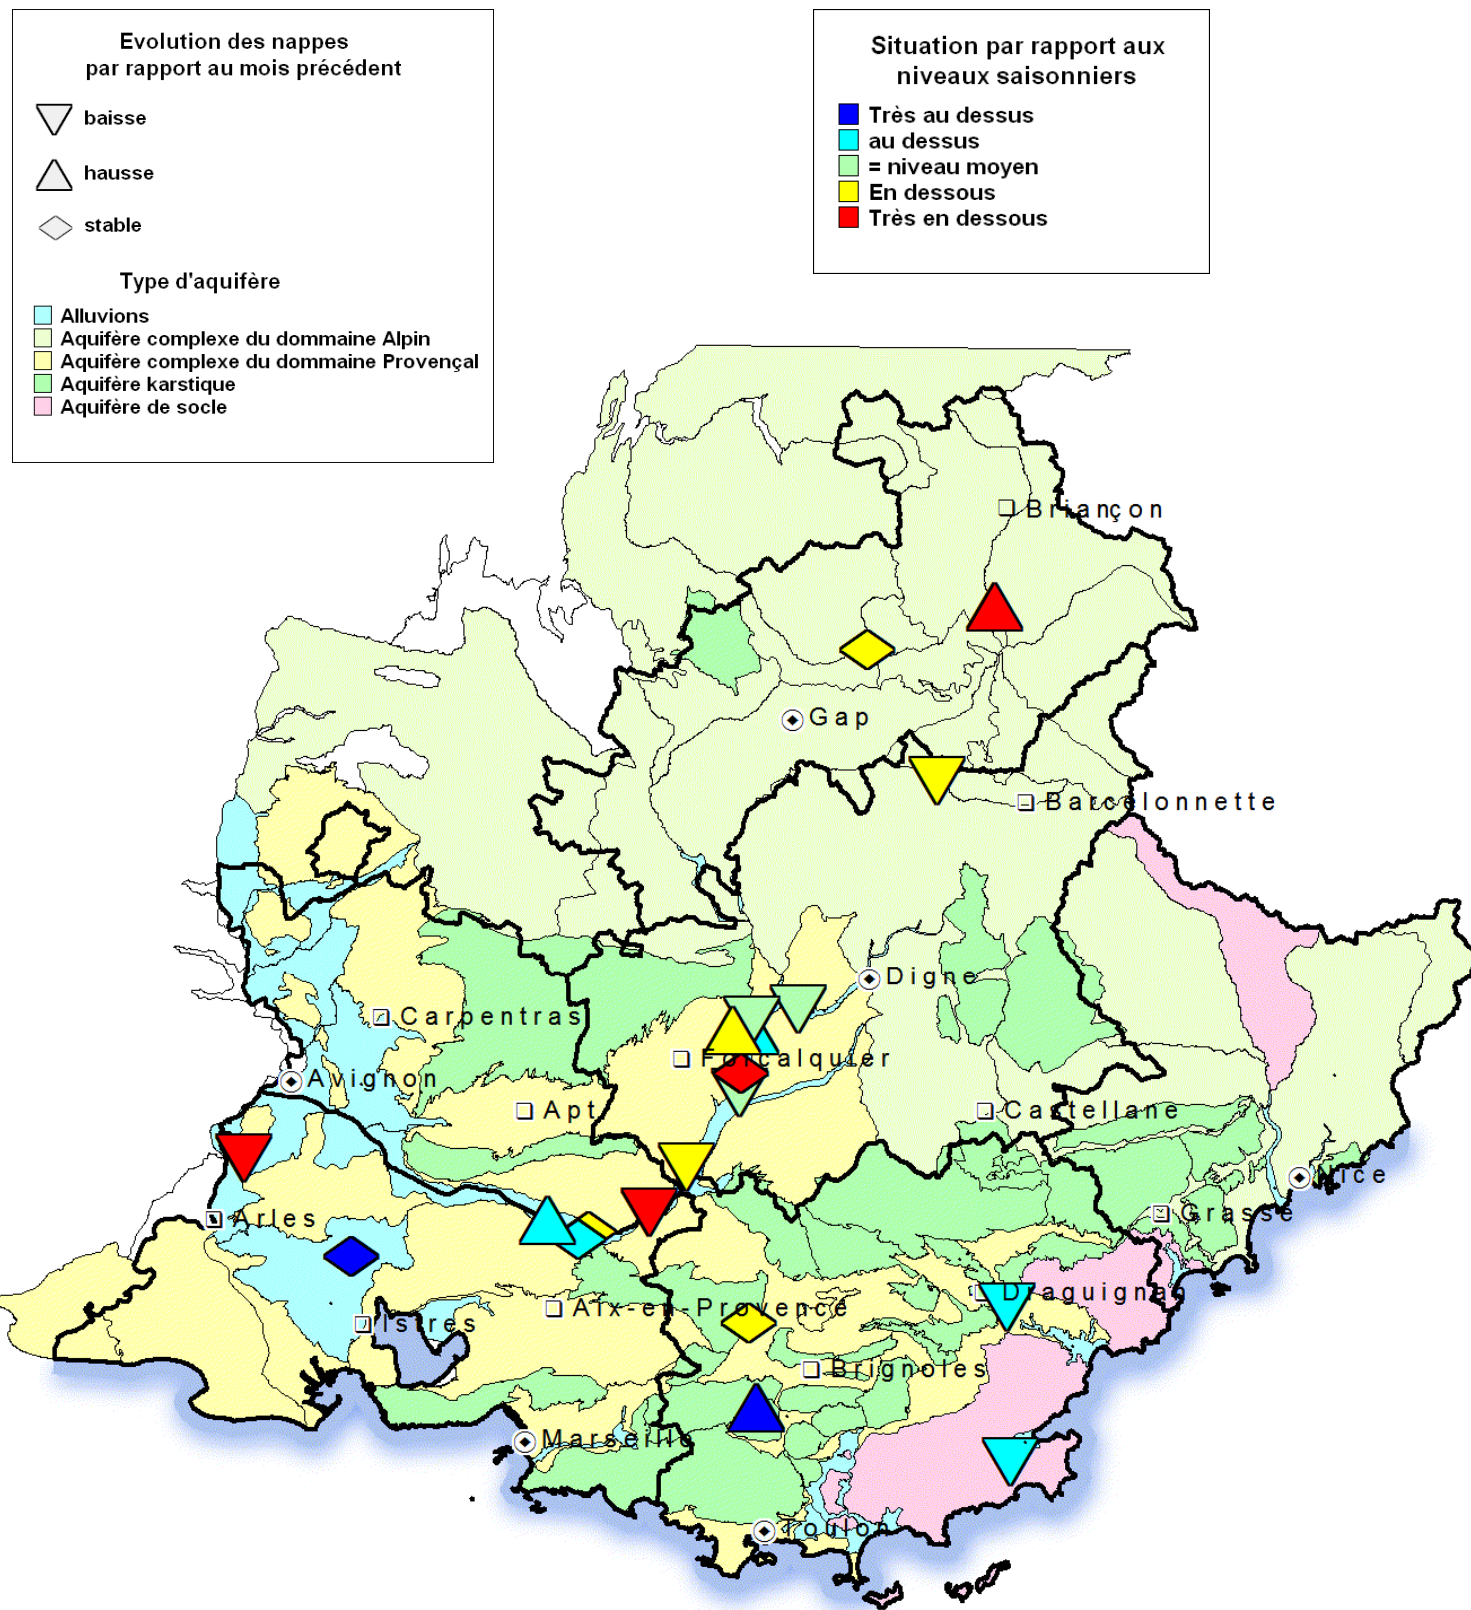 Evolution des nappes
par rapport au mois précédent
baisse
hausse
stable
Type d'aquifère
Alluvions
Aquifère complexe du dommaine Alpin
Aquifère complexe du dommaine Provençal
Aquifère karstique
Aquifère de socle
Situation par rapport aux
niveaux saisonniers
Très au dessus
au dessus
= niveau moyen
En dessous
Très en dessous
Briançon
Gap
Barcelonnette
Digne
Carpentras
Forcalquier
Avignon
Apt
Castellane
Nice
Arles
Grasse
Draguignan
Aix-en-Provence
Istres
Brignoles
Marseille
Toulon